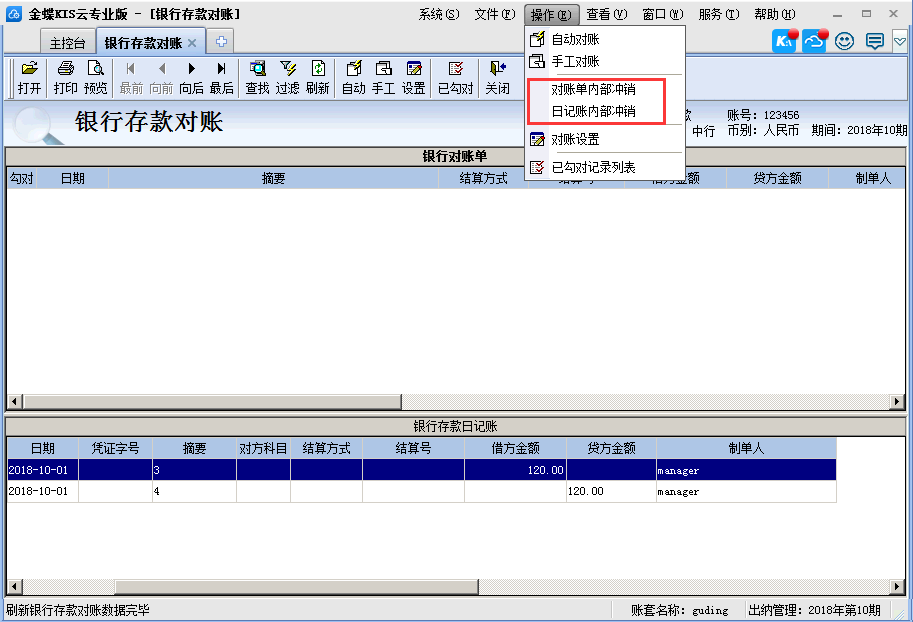 金蝶KIS云专业版 - [银行存款对账]
系统(S) 文件(F) 操作(E) 查看(V) 窗口(W) 服务(T) 帮助(H)
主控台 银行存款对账
打开 打印 预览 最前 向前 向后 最后 查找 过滤 刷新 自动 手工 设置 已勾对 关闭
自动对账
手工对账
对账单内部冲销
日记账内部冲销
对账设置
已勾对记录列表
银行存款对账
账号: 123456
中行 币别: 人民币 期间: 2018年10期
银行对账单
勾对 日期 摘要 结算方式 贷方金额 制单人
银行存款日记账
日期 凭证字号 摘要 对方科目 结算方式 结算号 借方金额 贷方金额 制单人
2018-10-01 3 120.00 manager
2018-10-01 4 120.00 manager
刷新银行存款对账数据完毕 账套名称: guding 出纳管理: 2018年第10期